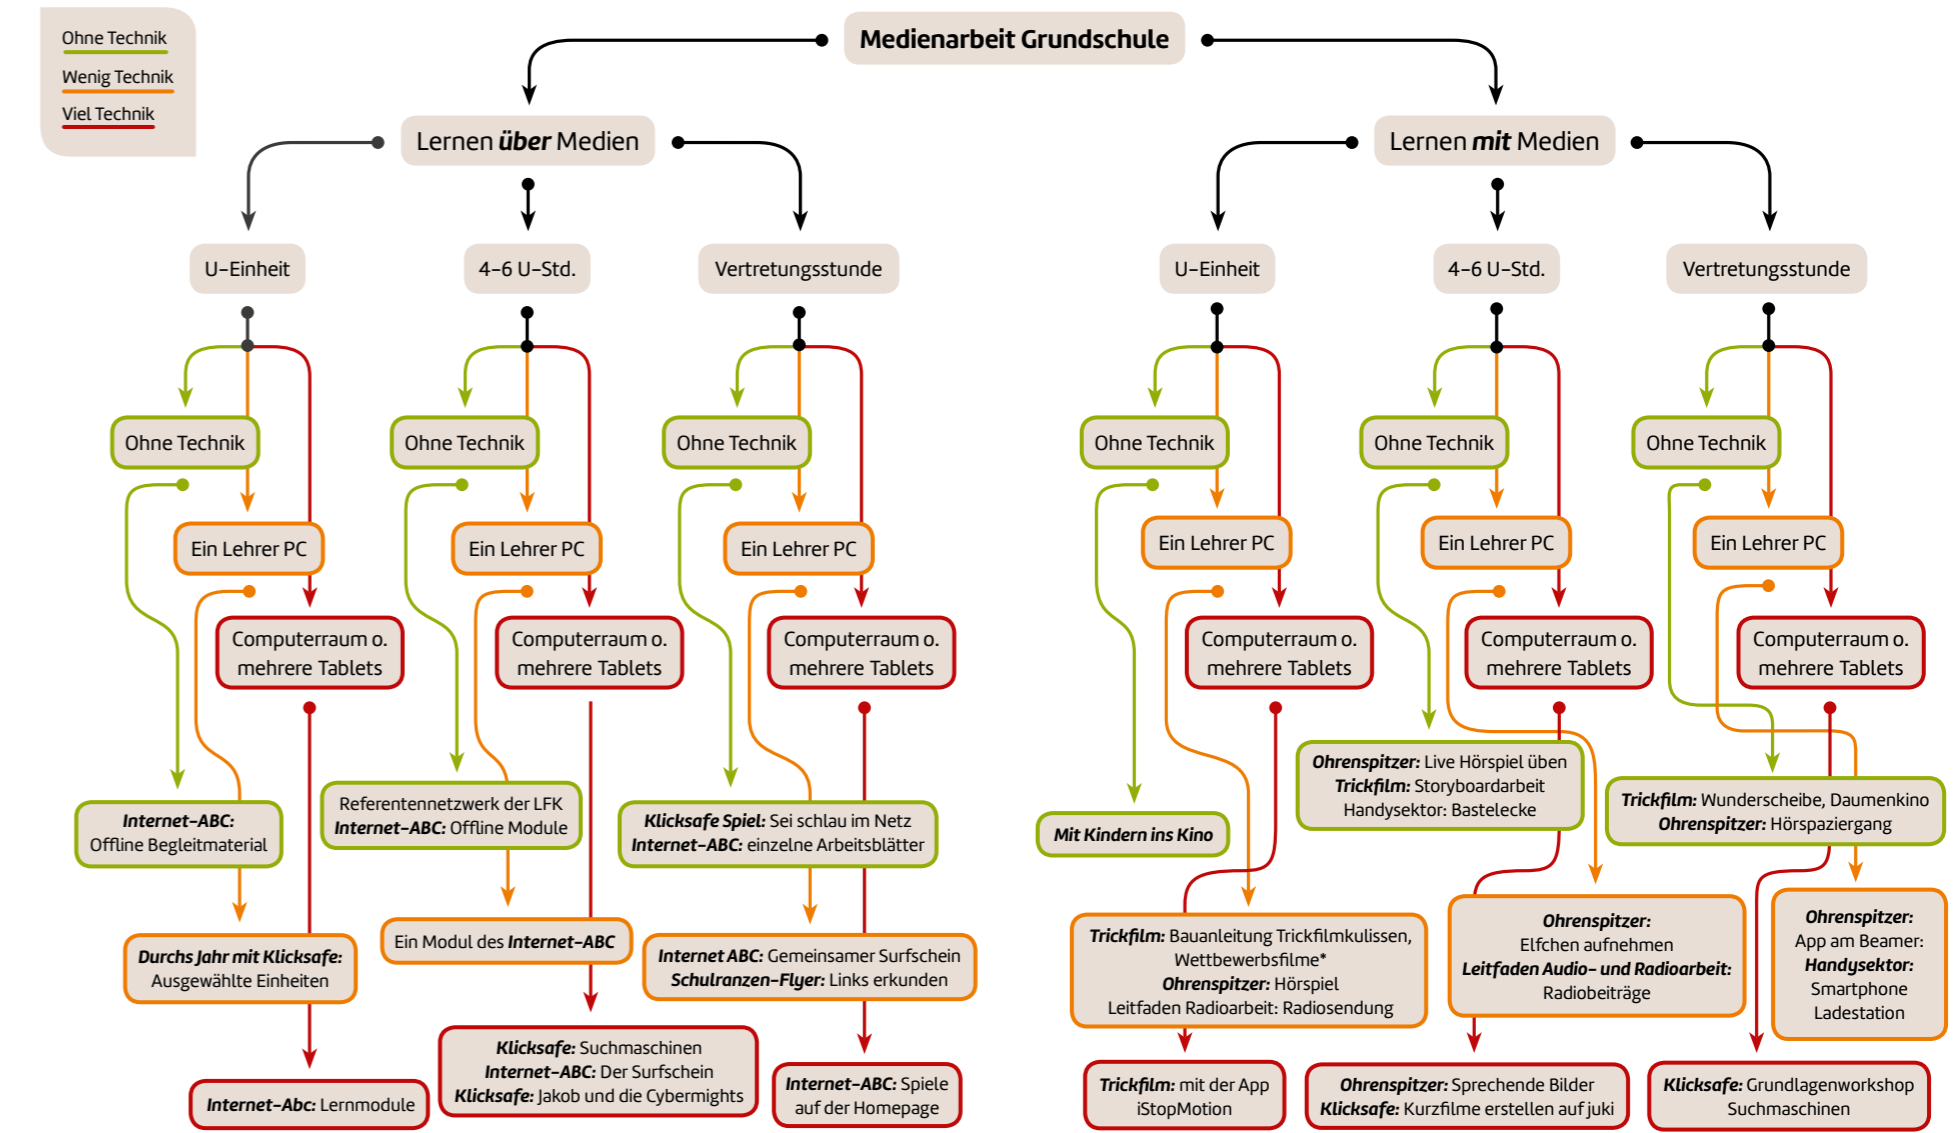 Ohne Technik
Wenig Technik
Viel Technik
Medienarbeit Grundschule
Lernen über Medien
Lernen mit Medien
U-Einheit
4-6 U-Std.
Vertretungsstunde
U-Einheit
4-6 U-Std.
Vertretungsstunde
Ohne Technik
Ohne Technik
Ohne Technik
Ohne Technik
Ohne Technik
Ohne Technik
Ein Lehrer PC
Ein Lehrer PC
Ein Lehrer PC
Ein Lehrer PC
Ein Lehrer PC
Ein Lehrer PC
Computerraum o.
mehrere Tablets
Computerraum o.
mehrere Tablets
Computerraum o.
mehrere Tablets
Computerraum o.
mehrere Tablets
Computerraum o.
mehrere Tablets
Computerraum o.
mehrere Tablets
Internet-ABC:
Offline Begleitmaterial
Referentennetzwerk der LFK
Internet-ABC: Offline Module
Klicksafe Spiel: Sei schlau im Netz
Internet-ABC: einzelne Arbeitsblätter
Mit Kindern ins Kino
Ohrenspitzer: Live Hörspiel üben
Trickfilm: Storyboardarbeit
Handysektor: Bastelecke
Trickfilm: Wunderscheibe, Daumenkino
Ohrenspitzer: Hörspaziergang
Durchs Jahr mit Klicksafe:
Ausgewählte Einheiten
Ein Modul des Internet-ABC
Internet ABC: Gemeinsamer Surfschein
Schulranzen-Flyer: Links erkunden
Trickfilm: Bauanleitung Trickfilmkulissen,
Wettbewerbsfilme*
Ohrenspitzer: Hörspiel
Leitfaden Radioarbeit: Radiosendung
Ohrenspitzer:
Elfchen aufnehmen
Leitfaden Audio- und Radioarbeit:
Radiobeiträge
Ohrenspitzer:
App am Beamer:
Handysektor:
Smartphone
Ladestation
Internet-Abc: Lernmodule
Klicksafe: Suchmaschinen
Internet-ABC: Der Surfschein
Klicksafe: Jakob und die Cybermights
Internet-ABC: Spiele
auf der Homepage
Trickfilm: mit der App
iStopMotion
Ohrenspitzer: Sprechende Bilder
Klicksafe: Kurzfilme erstellen auf juki
Klicksafe: Grundlagenworkshop
Suchmaschinen